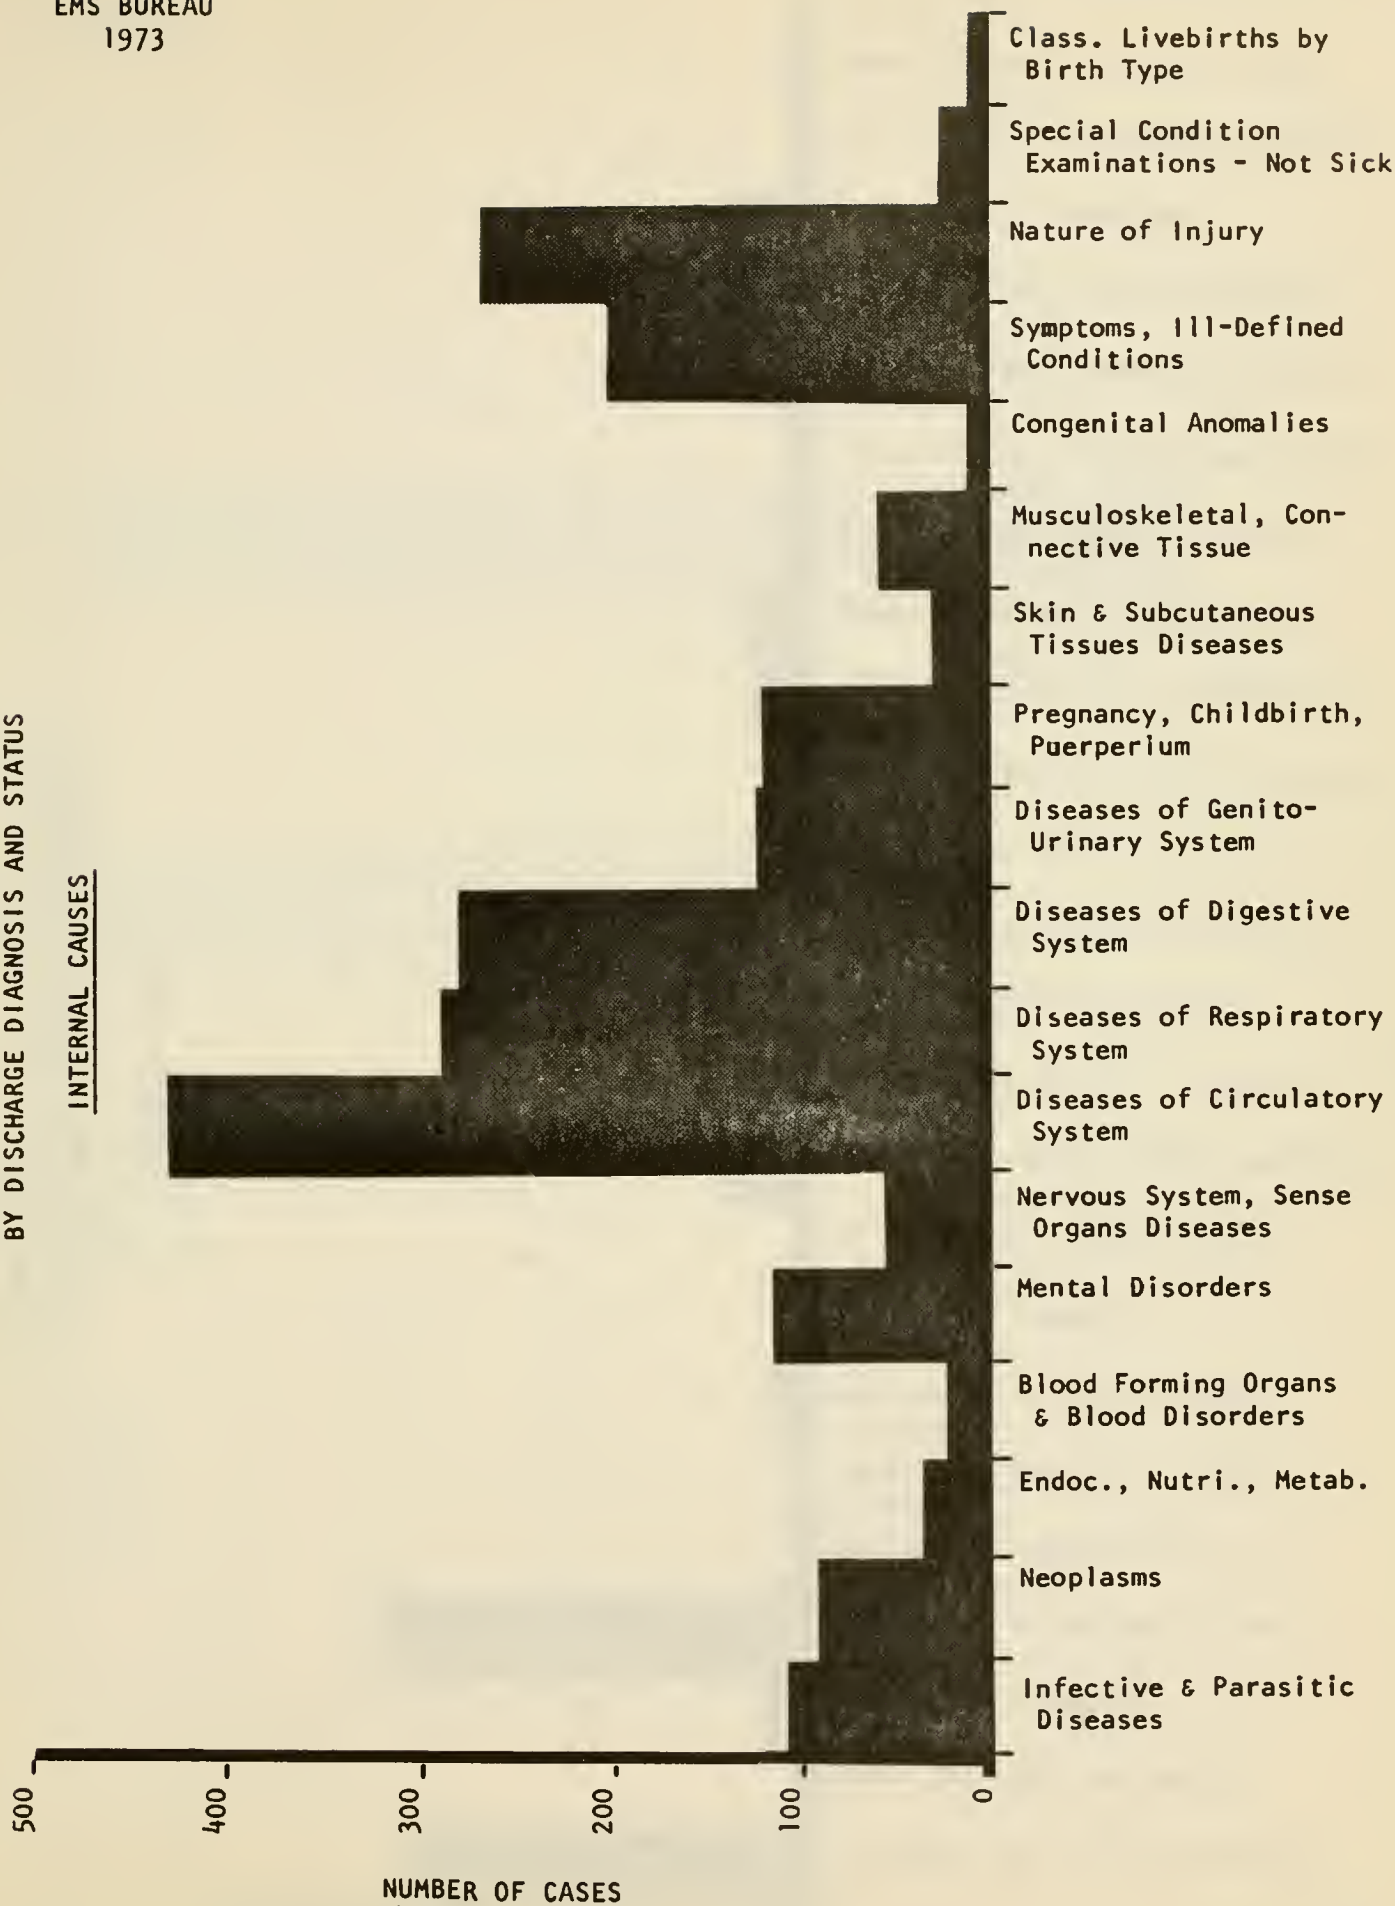 EMS BUREAU
1973
BY DISCHARGE DIAGNOSIS AND STATUS
INTERNAL CAUSES
Class. Livebirths by
Birth Type
Special Condition
Examinations - Not Sick
Nature of Injury
Symptoms, Ill-Defined
Conditions
Congenital Anomalies
Musculoskeletal, Con-
nective Tissue
Skin & Subcutaneous
Tissues Diseases
Pregnancy, Childbirth,
Puerperium
Diseases of Genito-
Urinary System
Diseases of Digestive
System
Diseases of Respiratory
System
Diseases of Circulatory
System
Nervous System, Sense
Organs Diseases
Mental Disorders
Blood Forming Organs
& Blood Disorders
Endoc., Nutri., Metab.
Neoplasms
Infective & Parasitic
Diseases
500
400
300
200
100
0
NUMBER OF CASES